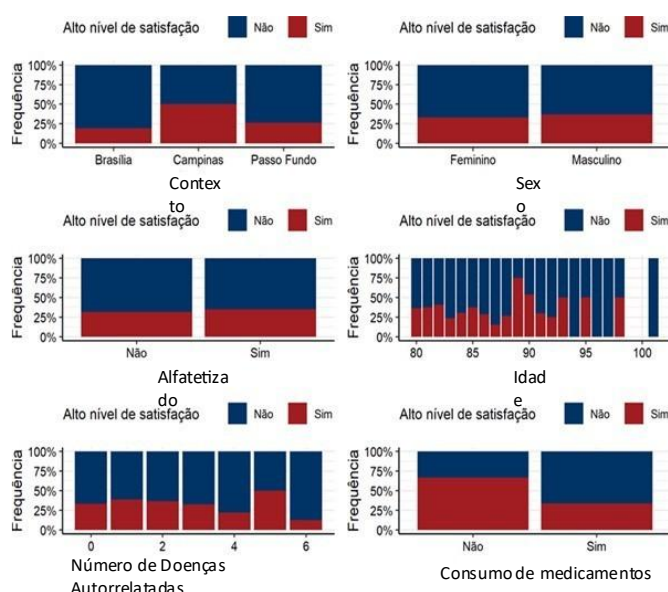 Alto nível de satisfação Não Sim
Frequência
100%
75%
50%
25%
0%
Brasília Campinas Passo Fundo
Contex
to
Alto nível de satisfação Não Sim
Frequência
100%
75%
50%
25%
0%
Feminino Masculino
Sex
o
Alto nível de satisfação Não Sim
Frequência
100%
75%
50%
25%
0%
Não Sim
Alfatetiza
do
Alto nível de satisfação Não Sim
Frequência
100%
75%
50%
25%
0%
80 85 90 95 100
Idad
e
Alto nível de satisfação Não Sim
Frequência
100%
75%
50%
25%
0%
0 2 4 6
Número de Doenças
Autorrelatadas
Alto nível de satisfação Não Sim
Frequência
100%
75%
50%
25%
0%
Não Sim
Consumo de medicamentos